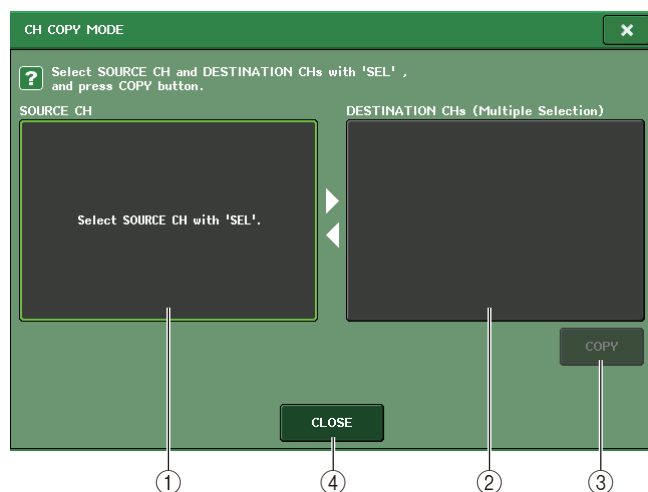 CH COPY MODE
?
Select SOURCE CH and DESTINATION CHs with 'SEL' ,
and press COPY button.
SOURCE CH
DESTINATION CHs (Multiple Selection)
Select SOURCE CH with 'SEL'.
COPY
CLOSE
① ④ ② ③